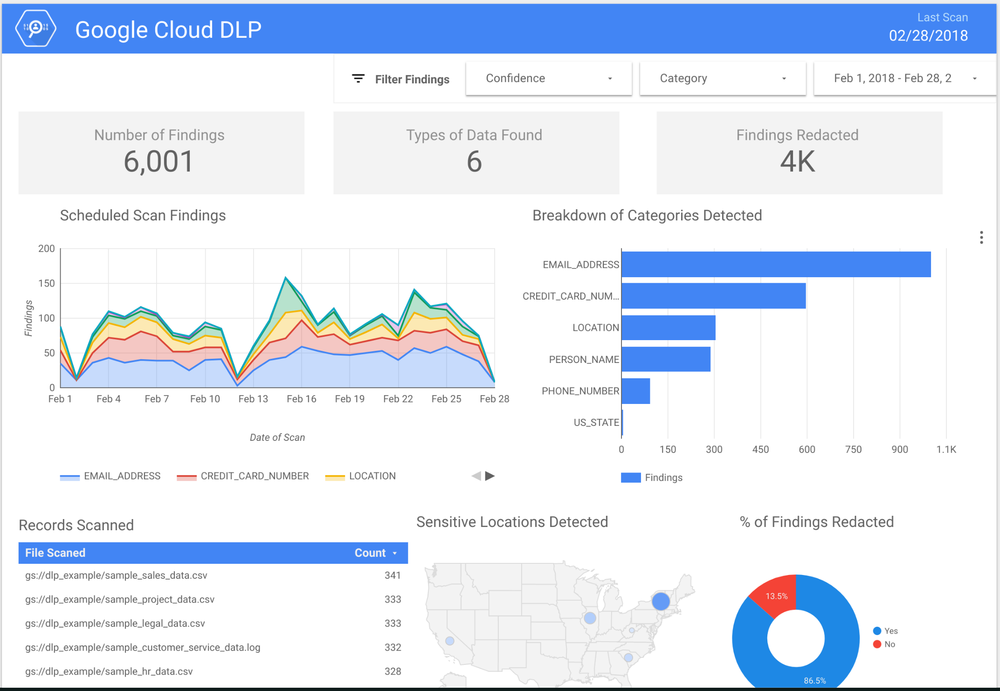 Google Cloud DLP
Last Scan
02/28/2018
Filter Findings
Confidence
Category
Feb 1, 2018 - Feb 28, 2
Number of Findings
6,001
Types of Data Found
6
Findings Redacted
4K
Scheduled Scan Findings
200
150
100
50
0
Findings
Feb 1
Feb 4
Feb 7
Feb 10
Feb 13
Feb 16
Feb 19
Feb 22
Feb 25
Feb 28
Date of Scan
EMAIL_ADDRESS
CREDIT_CARD_NUMBER
LOCATION
Breakdown of Categories Detected
EMAIL_ADDRESS
CREDIT_CARD_NUM...
LOCATION
PERSON_NAME
PHONE_NUMBER
US_STATE
0
150
300
450
600
750
900
1.1K
Findings
Records Scanned
File Scaned Count
gs://dlp_example/sample_sales_data.csv 341
gs://dlp_example/sample_project_data.csv 333
gs://dlp_example/sample_legal_data.csv 333
gs://dlp_example/sample_customer_service_data.log 332
gs://dlp_example/sample_hr_data.csv 328
Sensitive Locations Detected
% of Findings Redacted
13.5%
86.5%
Yes
No